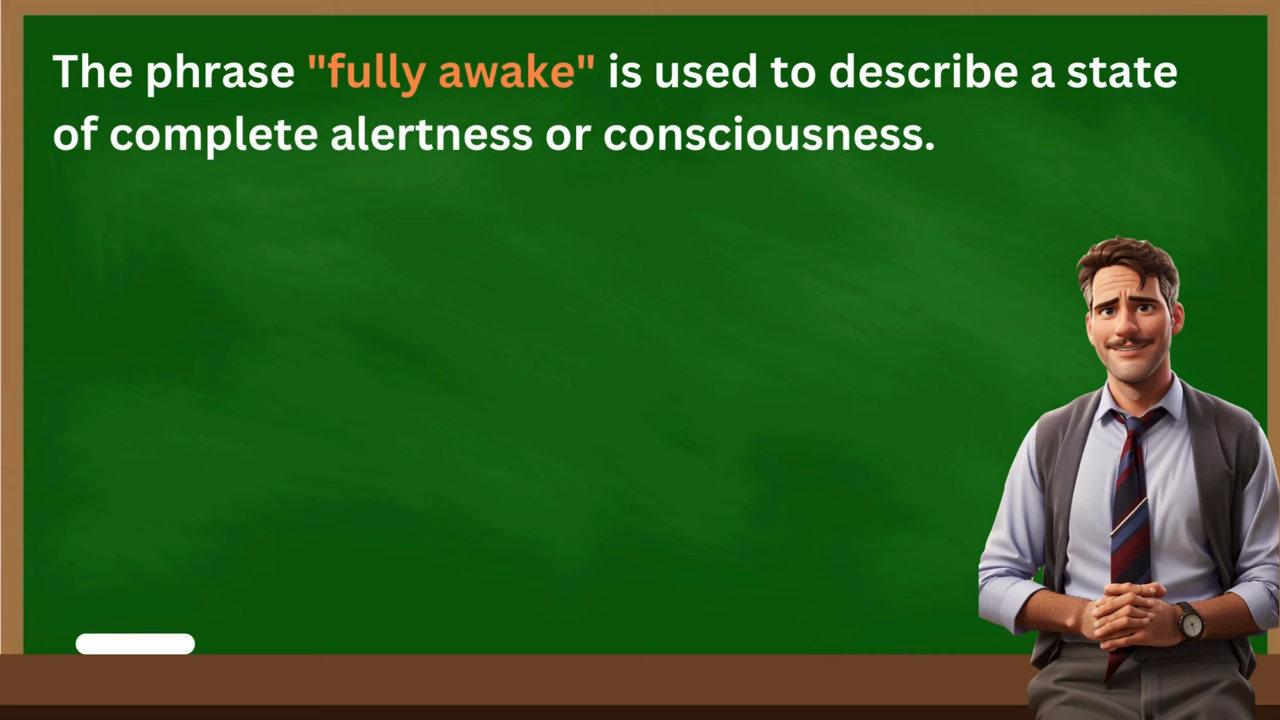 The phrase "fully awake" is used to describe a state
of complete alertness or consciousness.